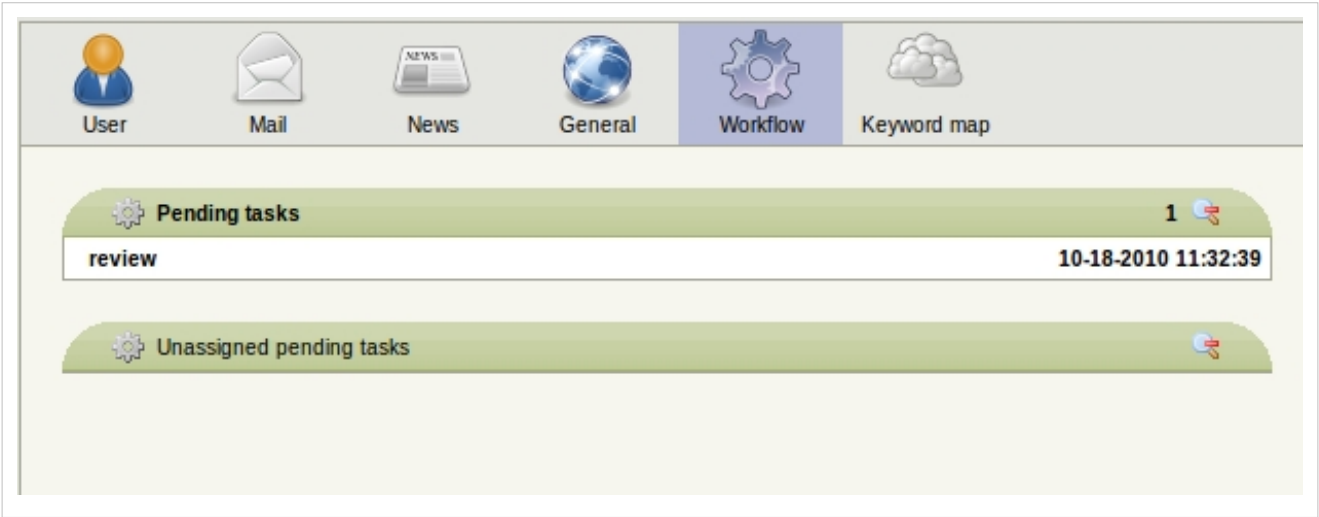 NEWS
User Mail News General Workflow Keyword map
Pending tasks 1
review 10-18-2010 11:32:39
Unassigned pending tasks